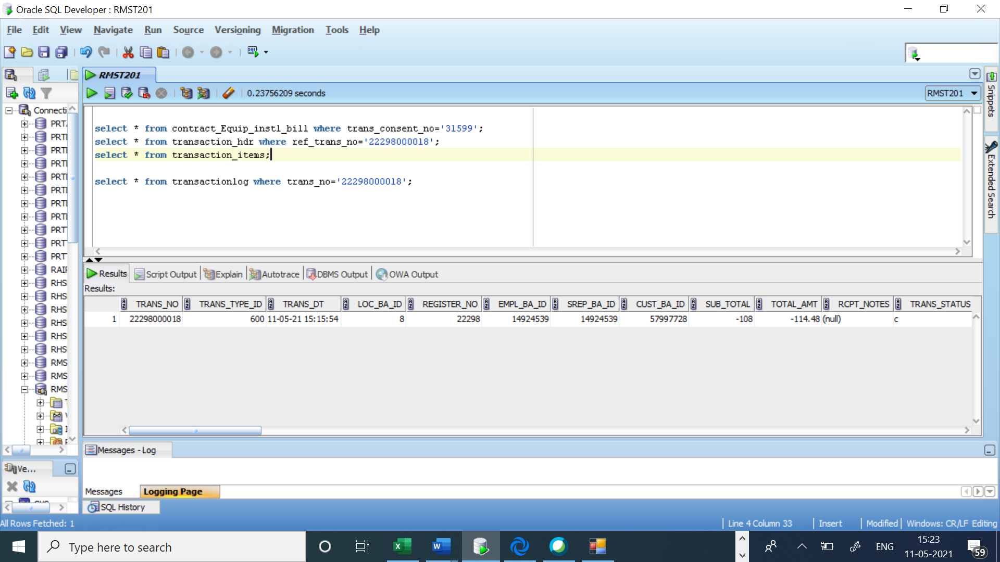 Oracle SQL Developer : RMST201
File Edit View Navigate Run Source Versioning Migration Tools Help
RMST201
0.23756209 seconds
RMST201
Snippets
Extended Search
Connecti
PRT
PRT
PRT
PRT
PRT
PRT
PRT
PRT
PRT
PRT
PRT
RAI
RHS
RHS
RHS
RHS
RHS
RHS
RMS
RMS
RMS
select * from contract_Equip_instl_bill where trans_consent_no='31599';
select * from transaction_hdr where ref_trans_no='22298000018';
select * from transaction_items;
select * from transactionlog where trans_no='22298000018';
Results Script Output Explain Autotrace DBMS Output OWA Output
Results:
TRANS_NO TRANS_TYPE_ID TRANS_DT LOC_BA_ID REGISTER_NO EMPL_BA_ID SREP_BA_ID CUST_BA_ID SUB_TOTAL TOTAL_AMT RCPT_NOTES TRANS_STATUS
1 22298000018 600 11-05-21 15:15:54 8 22298 14924539 14924539 57997728 -108 -114.48 (null) c
Messages - Log
Ve...
Messages Logging Page
SQL History
All Rows Fetched: 1
Line 4 Column 33 Insert Modified Windows: CR/LF Editing
Type here to search
ENG
15:23
11-05-2021
59